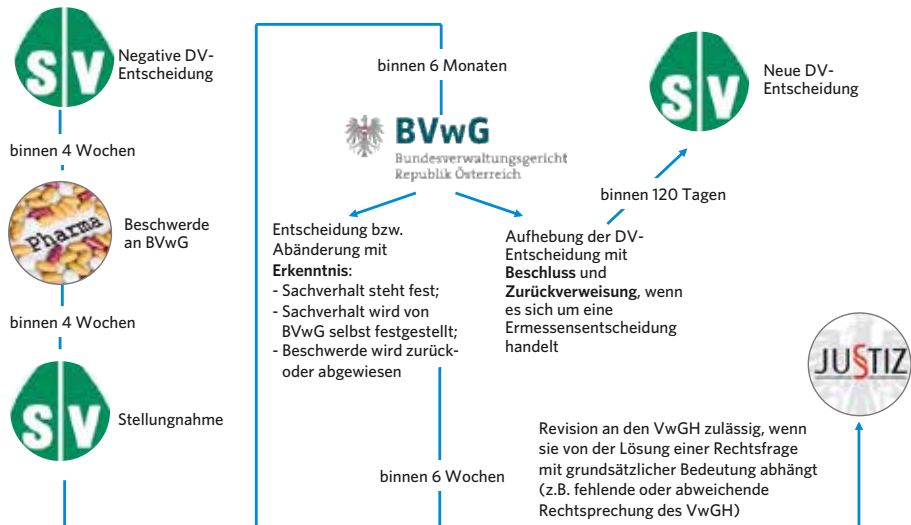 SV
Negative DV-
Entscheidung
binnen 4 Wochen
Pharma
Beschwerde
an BVwG
binnen 4 Wochen
SV
Stellungnahme
binnen 6 Monaten
BVwG
Bundesverwaltungsgericht
Republik Österreich
Entscheidung bzw.
Abänderung mit
Erkenntnis:
- Sachverhalt steht fest;
- Sachverhalt wird von
BVwG selbst festgestellt;
- Beschwerde wird zurück-
oder abgewiesen
binnen 6 Wochen
Aufhebung der DV-
Entscheidung mit
Beschluss und
Zurückverweisung, wenn
es sich um eine
Ermessensentscheidung
handelt
binnen 120 Tagen
SV
Neue DV-
Entscheidung
Revision an den VwGH zulässig, wenn
sie von der Lösung einer Rechtsfrage
mit grundsätzlicher Bedeutung abhängt
(z.B. fehlende oder abweichende
Rechtsprechung des VwGH)
JU§TIZ